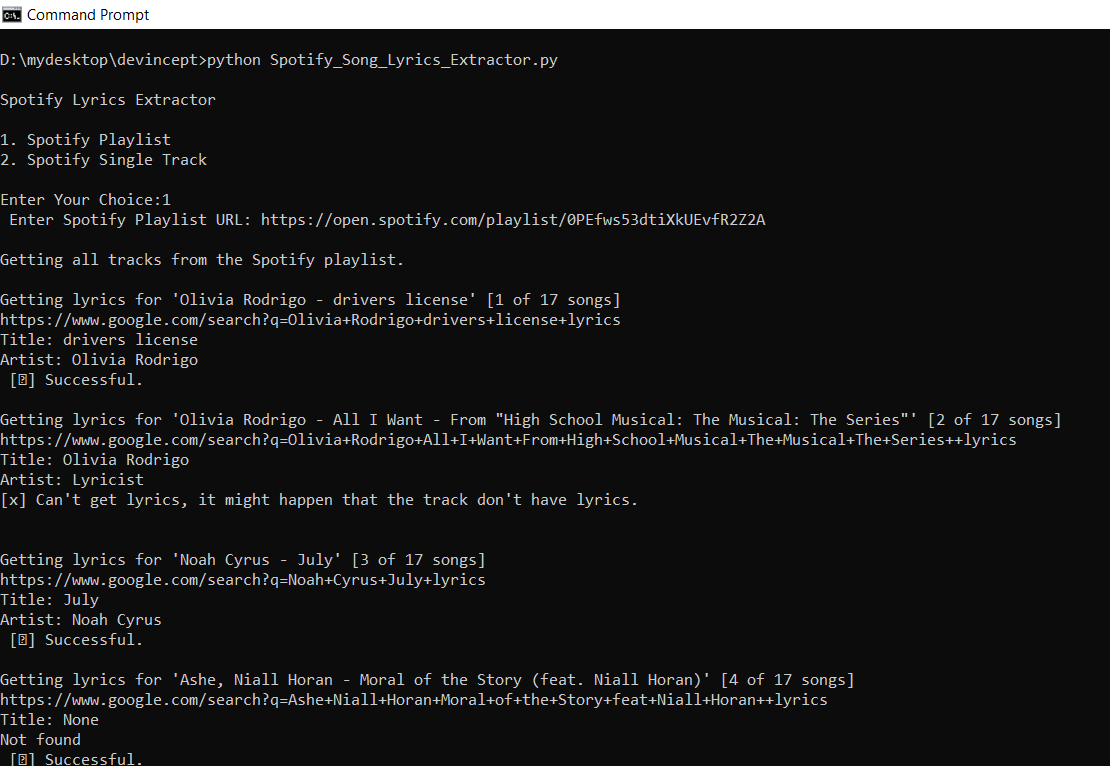 Command Prompt
D:\mydesktop\devincept>python Spotify_Song_Lyrics_Extractor.py
Spotify Lyrics Extractor
1. Spotify Playlist
2. Spotify Single Track
Enter Your Choice:1
Enter Spotify Playlist URL: https://open.spotify.com/playlist/0PEfws53dtiXkUEvfR2Z2A
Getting all tracks from the Spotify playlist.
Getting lyrics for 'Olivia Rodrigo - drivers license' [1 of 17 songs]
https://www.google.com/search?q=Olivia+Rodrigo+drivers+license+lyrics
Title: drivers license
Artist: Olivia Rodrigo
[⍰] Successful.
Getting lyrics for 'Olivia Rodrigo - All I Want - From "High School Musical: The Musical: The Series"' [2 of 17 songs]
https://www.google.com/search?q=Olivia+Rodrigo+All+I+Want+From+High+School+Musical+The+Musical+The+Series++lyrics
Title: Olivia Rodrigo
Artist: Lyricist
[x] Can't get lyrics, it might happen that the track don't have lyrics.
Getting lyrics for 'Noah Cyrus - July' [3 of 17 songs]
https://www.google.com/search?q=Noah+Cyrus+July+lyrics
Title: July
Artist: Noah Cyrus
[⍰] Successful.
Getting lyrics for 'Ashe, Niall Horan - Moral of the Story (feat. Niall Horan)' [4 of 17 songs]
https://www.google.com/search?q=Ashe+Niall+Horan+Moral+of+the+Story+feat+Niall+Horan++lyrics
Title: None
Not found
[⍰] Successful.